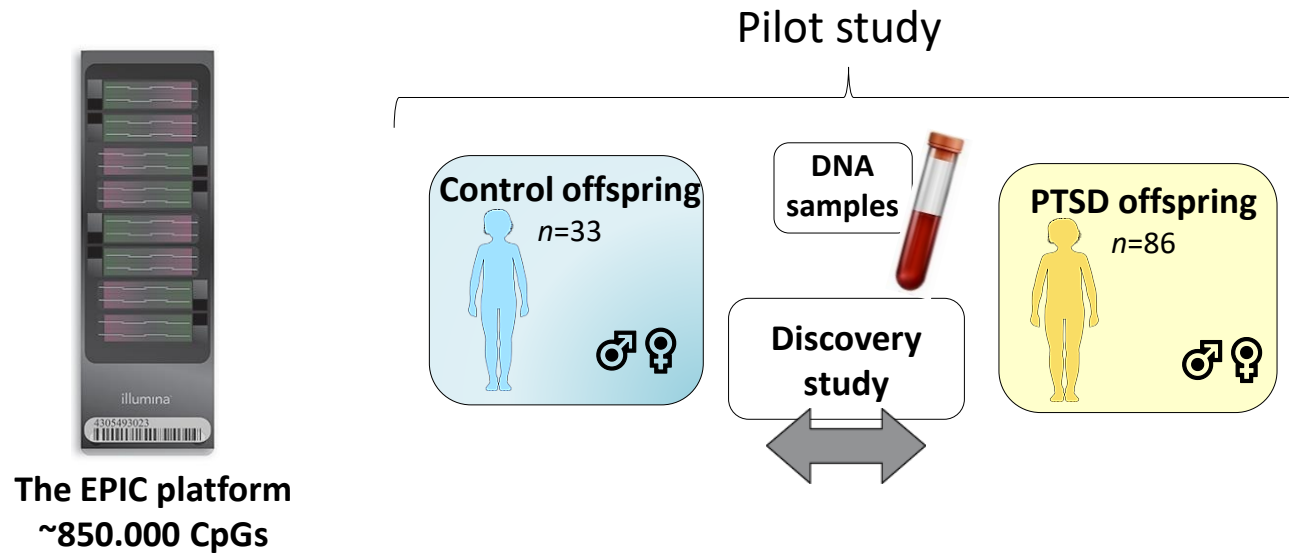 Pilot study
Control offspring
n=33
DNA
samples
PTSD offspring
n=86
Discovery
study
illumina
4305493023
The EPIC platform
~850.000 CpGs